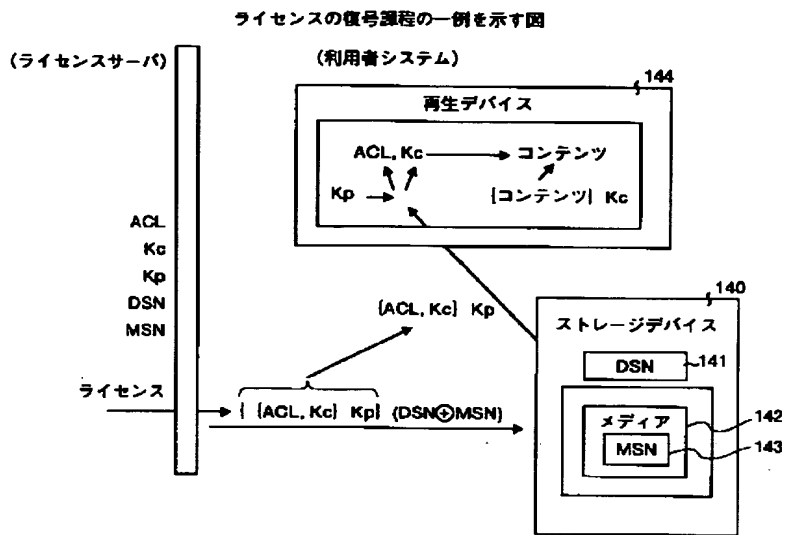 ライセンスの復号課程の一例を示す図
(ライセンスサーバ)
(利用者システム)
144
再生デバイス
ACL, Kc
コンテンツ
Kp
{コンテンツ} Kc
ACL
Kc
Kp
DSN
MSN
{ACL, Kc} Kp
140
ストレージデバイス
DSN
141
ライセンス
{ {ACL, Kc} Kp} (DSN⊕MSN)
メディア
142
MSN
143